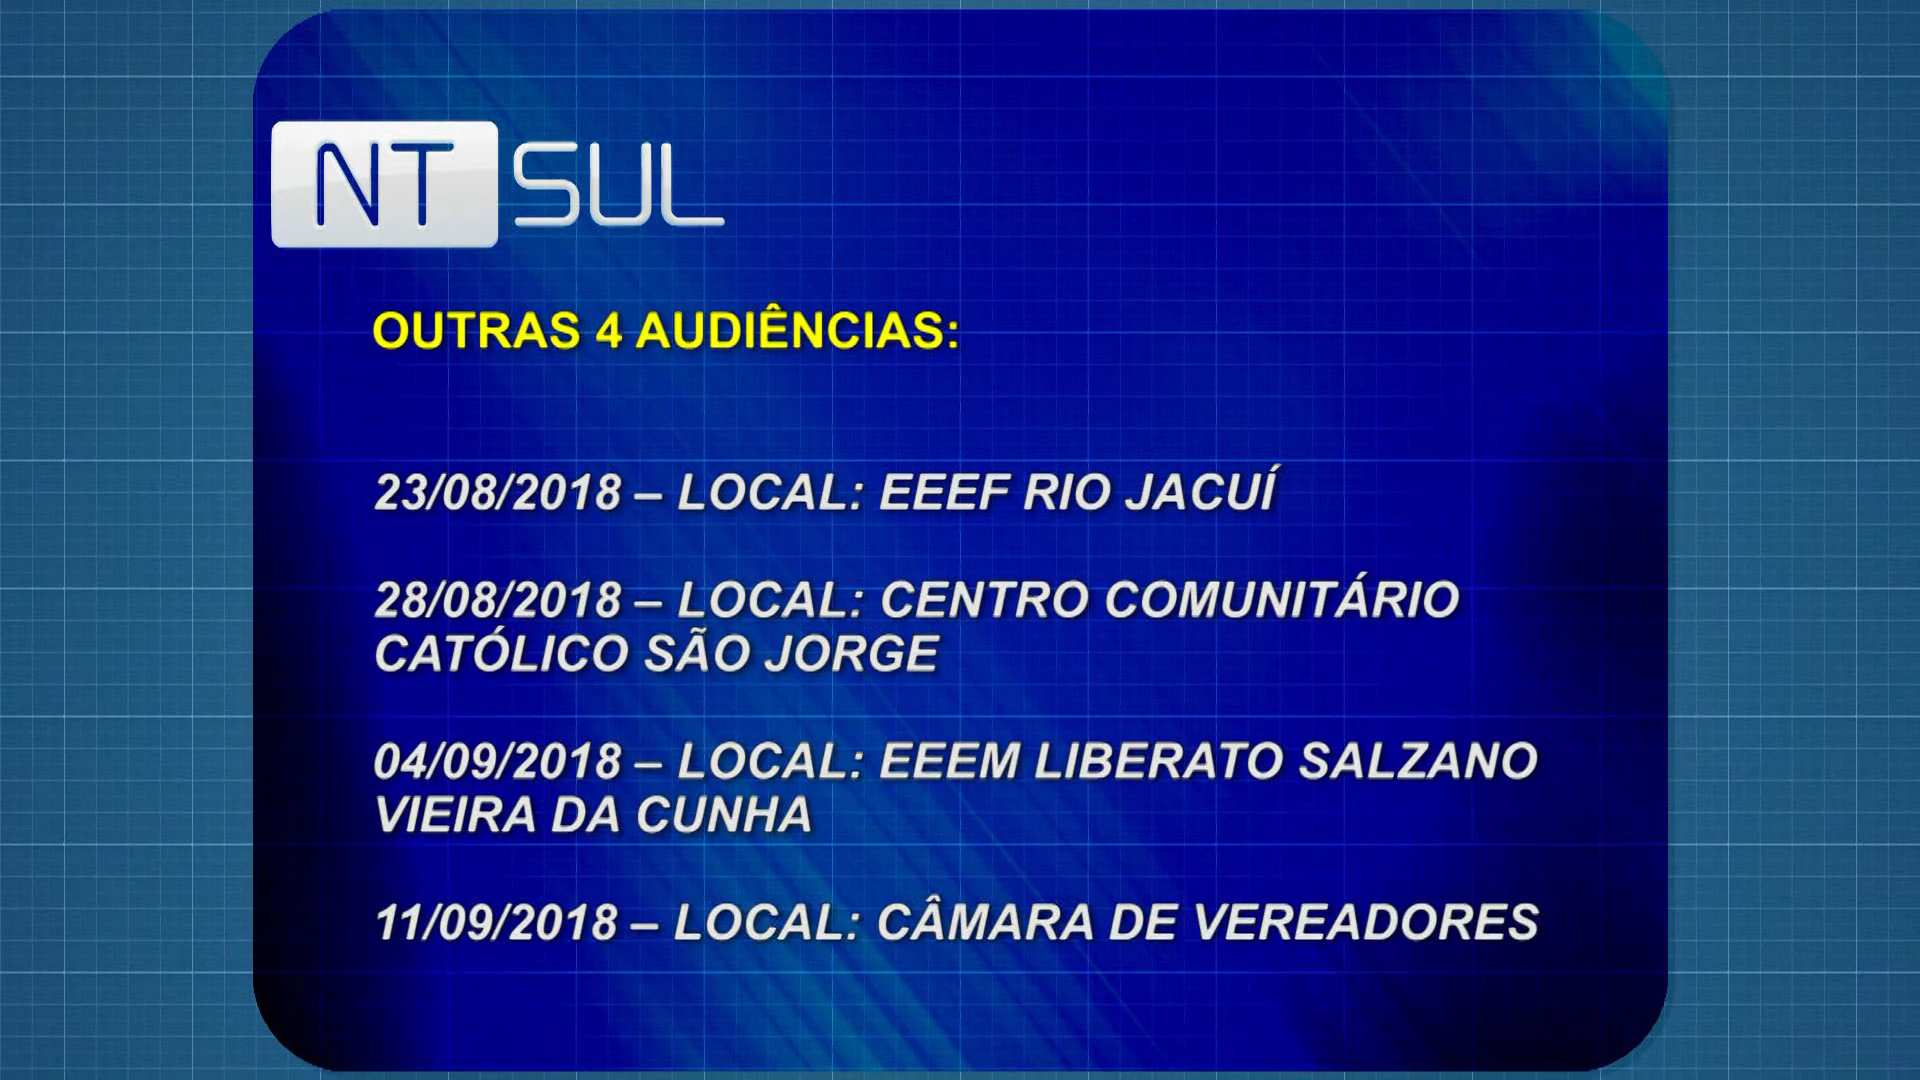 NT SUL
OUTRAS 4 AUDIÊNCIAS:
23/08/2018 – LOCAL: EEEF RIO JACUÍ
28/08/2018 – LOCAL: CENTRO COMUNITÁRIO
CATÓLICO SÃO JORGE
04/09/2018 – LOCAL: EEEM LIBERATO SALZANO
VIEIRA DA CUNHA
11/09/2018 – LOCAL: CÂMARA DE VEREADORES